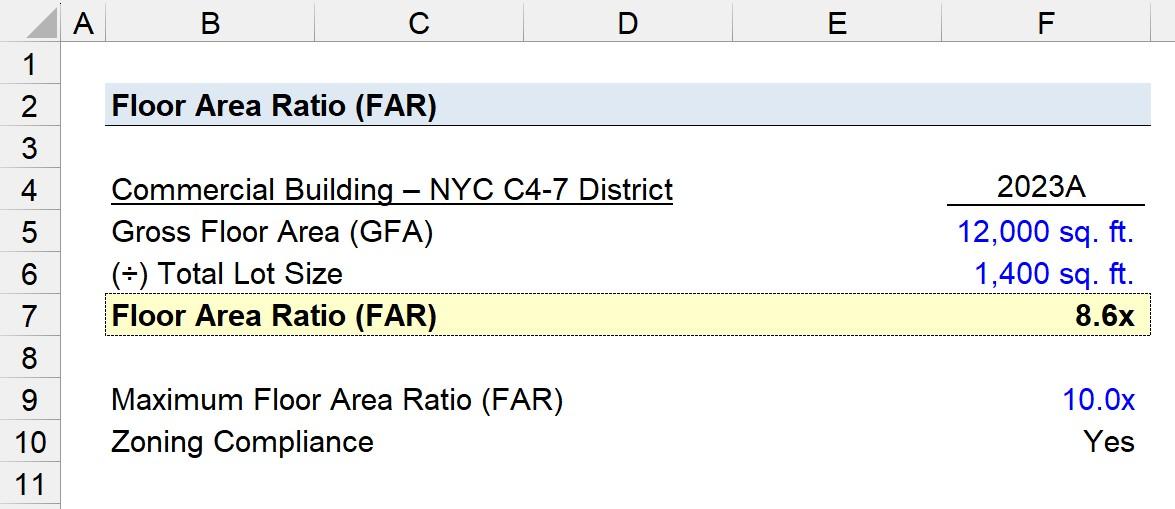 A B C D E F
1
2 Floor Area Ratio (FAR)
3
4 Commercial Building – NYC C4-7 District 2023A
5 Gross Floor Area (GFA) 12,000 sq. ft.
6 (÷) Total Lot Size 1,400 sq. ft.
7 Floor Area Ratio (FAR) 8.6x
8
9 Maximum Floor Area Ratio (FAR) 10.0x
10 Zoning Compliance Yes
11